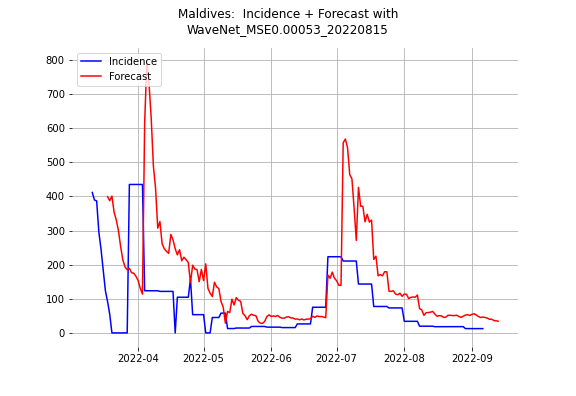 Maldives:  Incidence + Forecast with
WaveNet_MSE0.00053_20220815
Incidence
Forecast
800
700
600
500
400
300
200
100
0
2022-04 2022-05 2022-06 2022-07 2022-08 2022-09